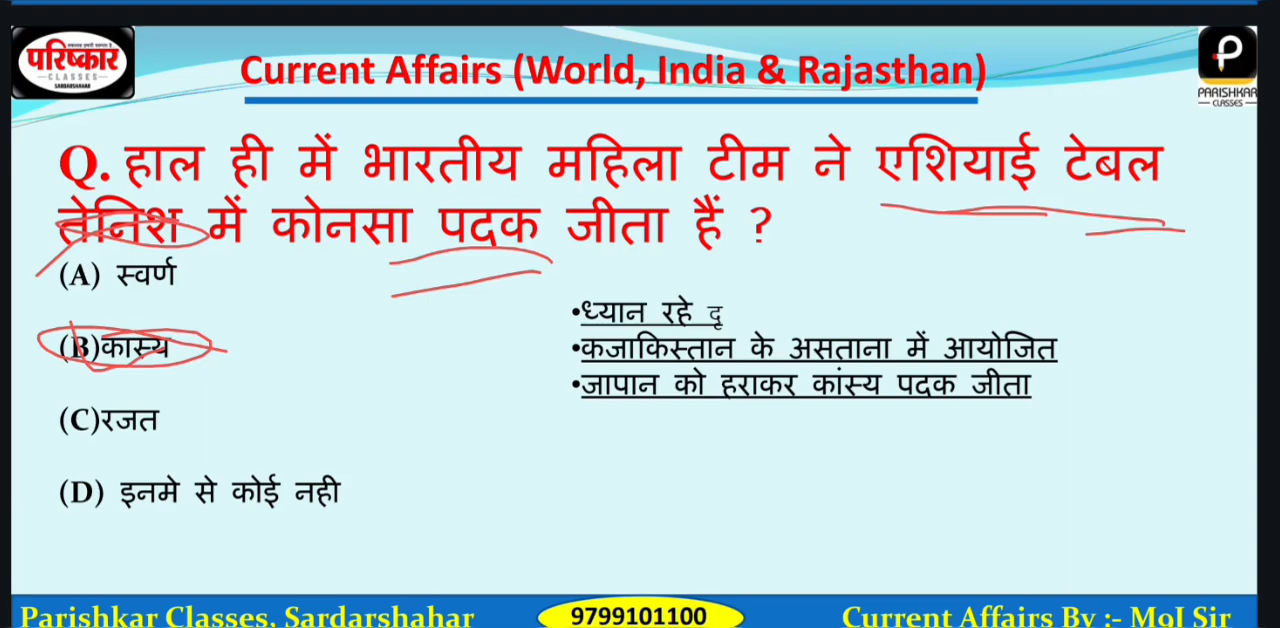 परिष्कार
CLASSES
SARDARSHAHAR
Current Affairs (World, India & Rajasthan)
PARISHKAR
CLASSES
Q. हाल ही में भारतीय महिला टीम ने एशियाई टेबल
तेनिश में कोनसा पदक जीता हैं ?
(A) स्वर्ण
(B)कास्य
(C)रजत
(D) इनमे से कोई नही
•ध्यान रहे दृ
•कजाकिस्तान के असताना में आयोजित
•जापान को हराकर कांस्य पदक जीता
Parishkar Classes, Sardarshahar
9799101100
Current Affairs By :- MoJ Sir